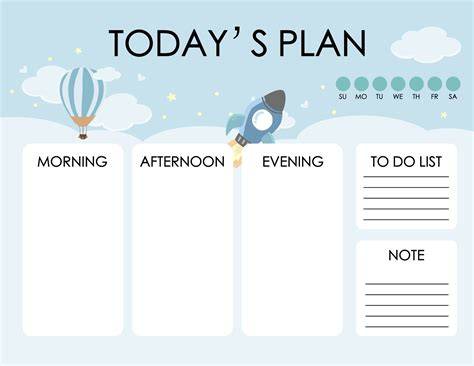 TODAY’S PLAN
SU MO TU WE TH FR SA
MORNING
AFTERNOON
EVENING
TO DO LIST
NOTE